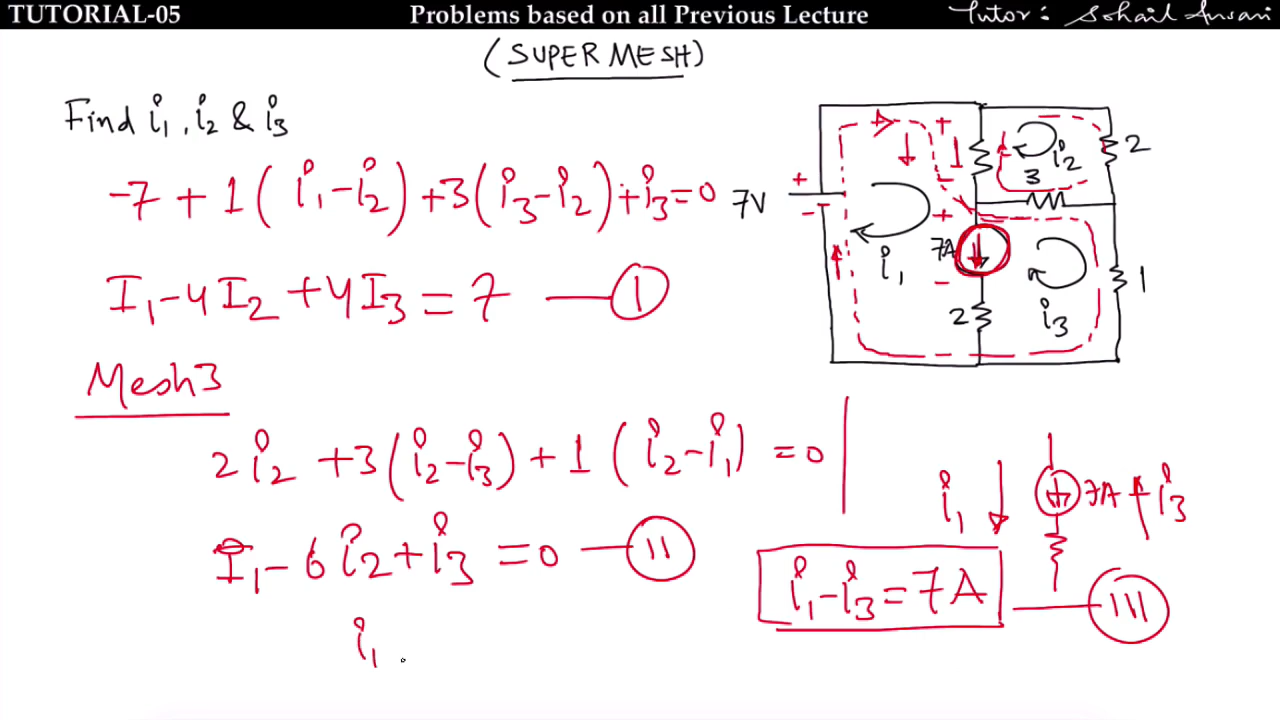 TUTORIAL-05 Problems based on all Previous Lecture Tutor: Sohail Ansari
(SUPER MESH)
Find i₁, i₂ & i₃
-7 + 1(i₁-i₂) + 3(i₃-i₂) + i₃ = 0
I₁ - 4I₂ + 4I₃ = 7 — I
Mesh3
2i₂ + 3(i₂-i₃) + 1(i₂-i₁) = 0
I₁ - 6i₂ + i₃ = 0 — II
i₁ .
7V
+
-
+
1
-
i₂
2
3
+
7A
-
i₁
i₃
1
2
i₁ 7A i₃
i₁-i₃ = 7A — III